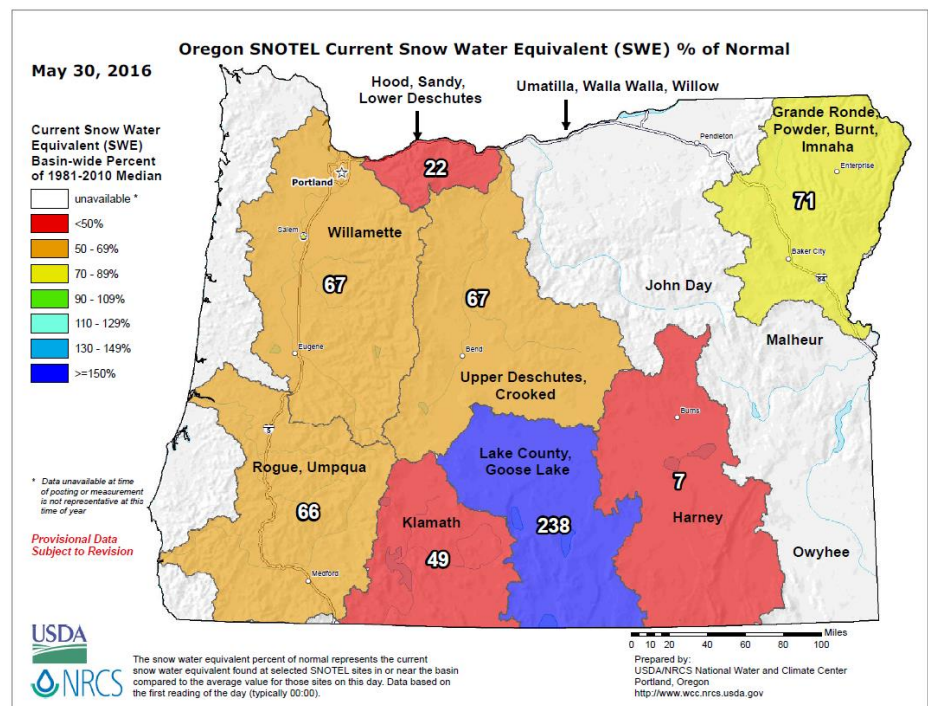 Oregon SNOTEL Current Snow Water Equivalent (SWE) % of Normal
May 30, 2016
Current Snow Water
Equivalent (SWE)
Basin-wide Percent
of 1981-2010 Median
unavailable *
<50%
50 - 69%
70 - 89%
90 - 109%
110 - 129%
130 - 149%
>=150%
* Data unavailable at time
of posting or measurement
is not representative at this
time of year
Provisional Data
Subject to Revision
Hood, Sandy,
Lower Deschutes
Umatilla, Walla Walla, Willow
Grande Ronde,
Powder, Burnt,
Imnaha
Pendleton
Enterprise
22
71
Portland
Salem
Willamette
67
67
Baker City
84
John Day
Malheur
Eugene
Bend
Upper Deschutes,
Crooked
Burns
5
Rogue, Umpqua
66
Lake County,
Goose Lake
7
Klamath
49
238
Harney
Owyhee
Medford
Miles
0 5 10 20 40 60 80 100
USDA
NRCS
The snow water equivalent percent of normal represents the current
snow water equivalent found at selected SNOTEL sites in or near the basin
compared to the average value for those sites on this day. Data based on
the first reading of the day (typically 00:00).
Prepared by:
USDA/NRCS National Water and Climate Center
Portland, Oregon
http://www.wcc.nrcs.usda.gov